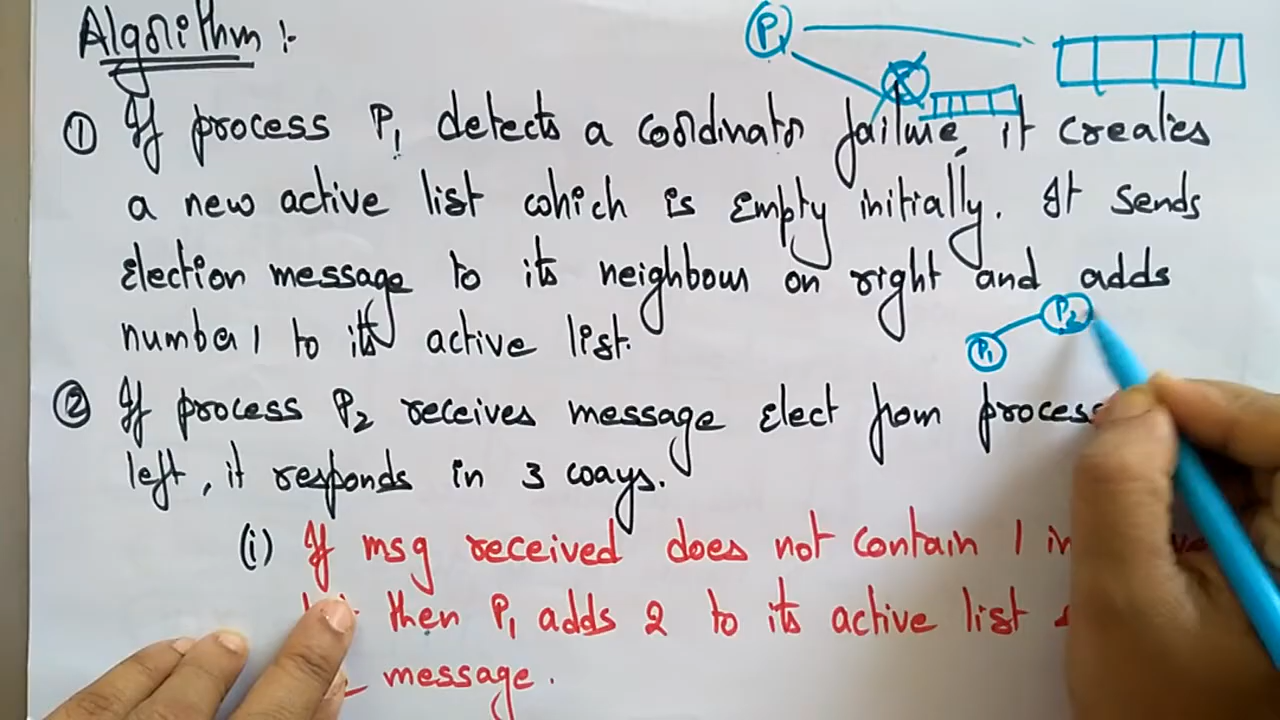 Algorithm :-
P1
① If process P1 detects a coordinator failure, it creates
a new active list which is empty initially. It sends
election message to its neighbour on right and adds
number 1 to its active list.
P1 P2
② If process P2 receives message elect from process
left, it responds in 3 ways.
(i) If msg received does not contain 1 in
then P1 adds 2 to its active list
message.